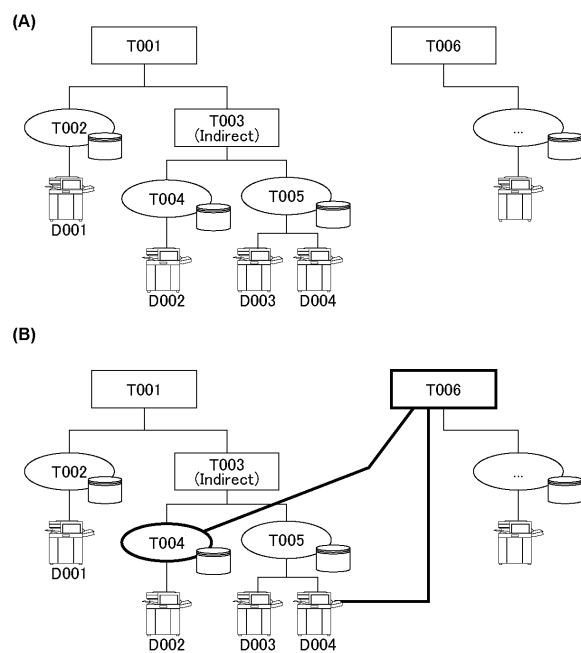 (A)
T001
T006
T002
T003
(Indirect)
...
D001
T004
T005
D002
D003
D004
(B)
T001
T006
T002
T003
(Indirect)
...
D001
T004
T005
D002
D003
D004